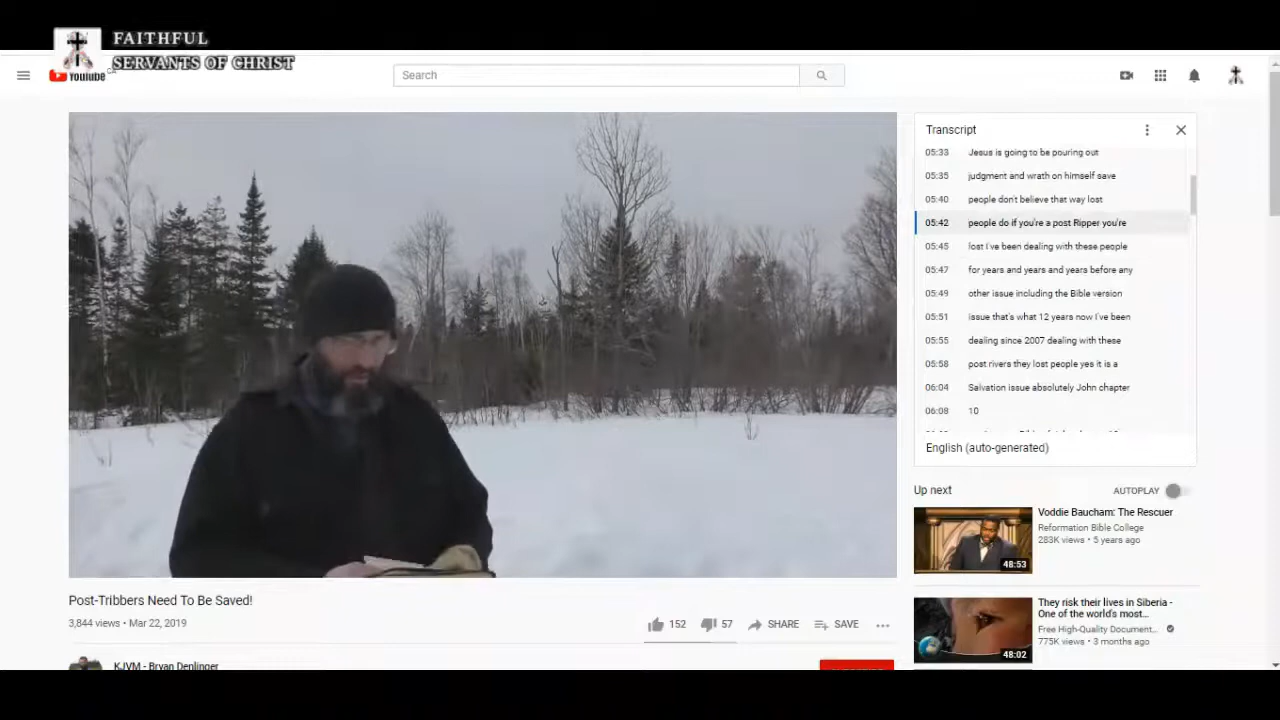 FAITHFUL
SERVANTS OF CHRIST
YouTube CA
Search
Transcript
05:33 Jesus is going to be pouring out
05:35 judgment and wrath on himself save
05:40 people don't believe that way lost
05:42 people do if you're a post Ripper you're
05:45 lost I've been dealing with these people
05:47 for years and years and years before any
05:49 other issue including the Bible version
05:51 issue that's what 12 years now I've been
05:55 dealing since 2007 dealing with these
05:58 post rivers they lost people yes it is a
06:04 Salvation issue absolutely John chapter
06:08 10
English (auto-generated)
Up next
AUTOPLAY
Voddie Baucham: The Rescuer
Reformation Bible College
283K views • 5 years ago
48:53
They risk their lives in Siberia -
One of the world's most...
Free High-Quality Document...
775K views • 3 months ago
48:02
Post-Tribbers Need To Be Saved!
3,844 views • Mar 22, 2019
152
57
SHARE
SAVE
KJVM - Bryan Denlinger